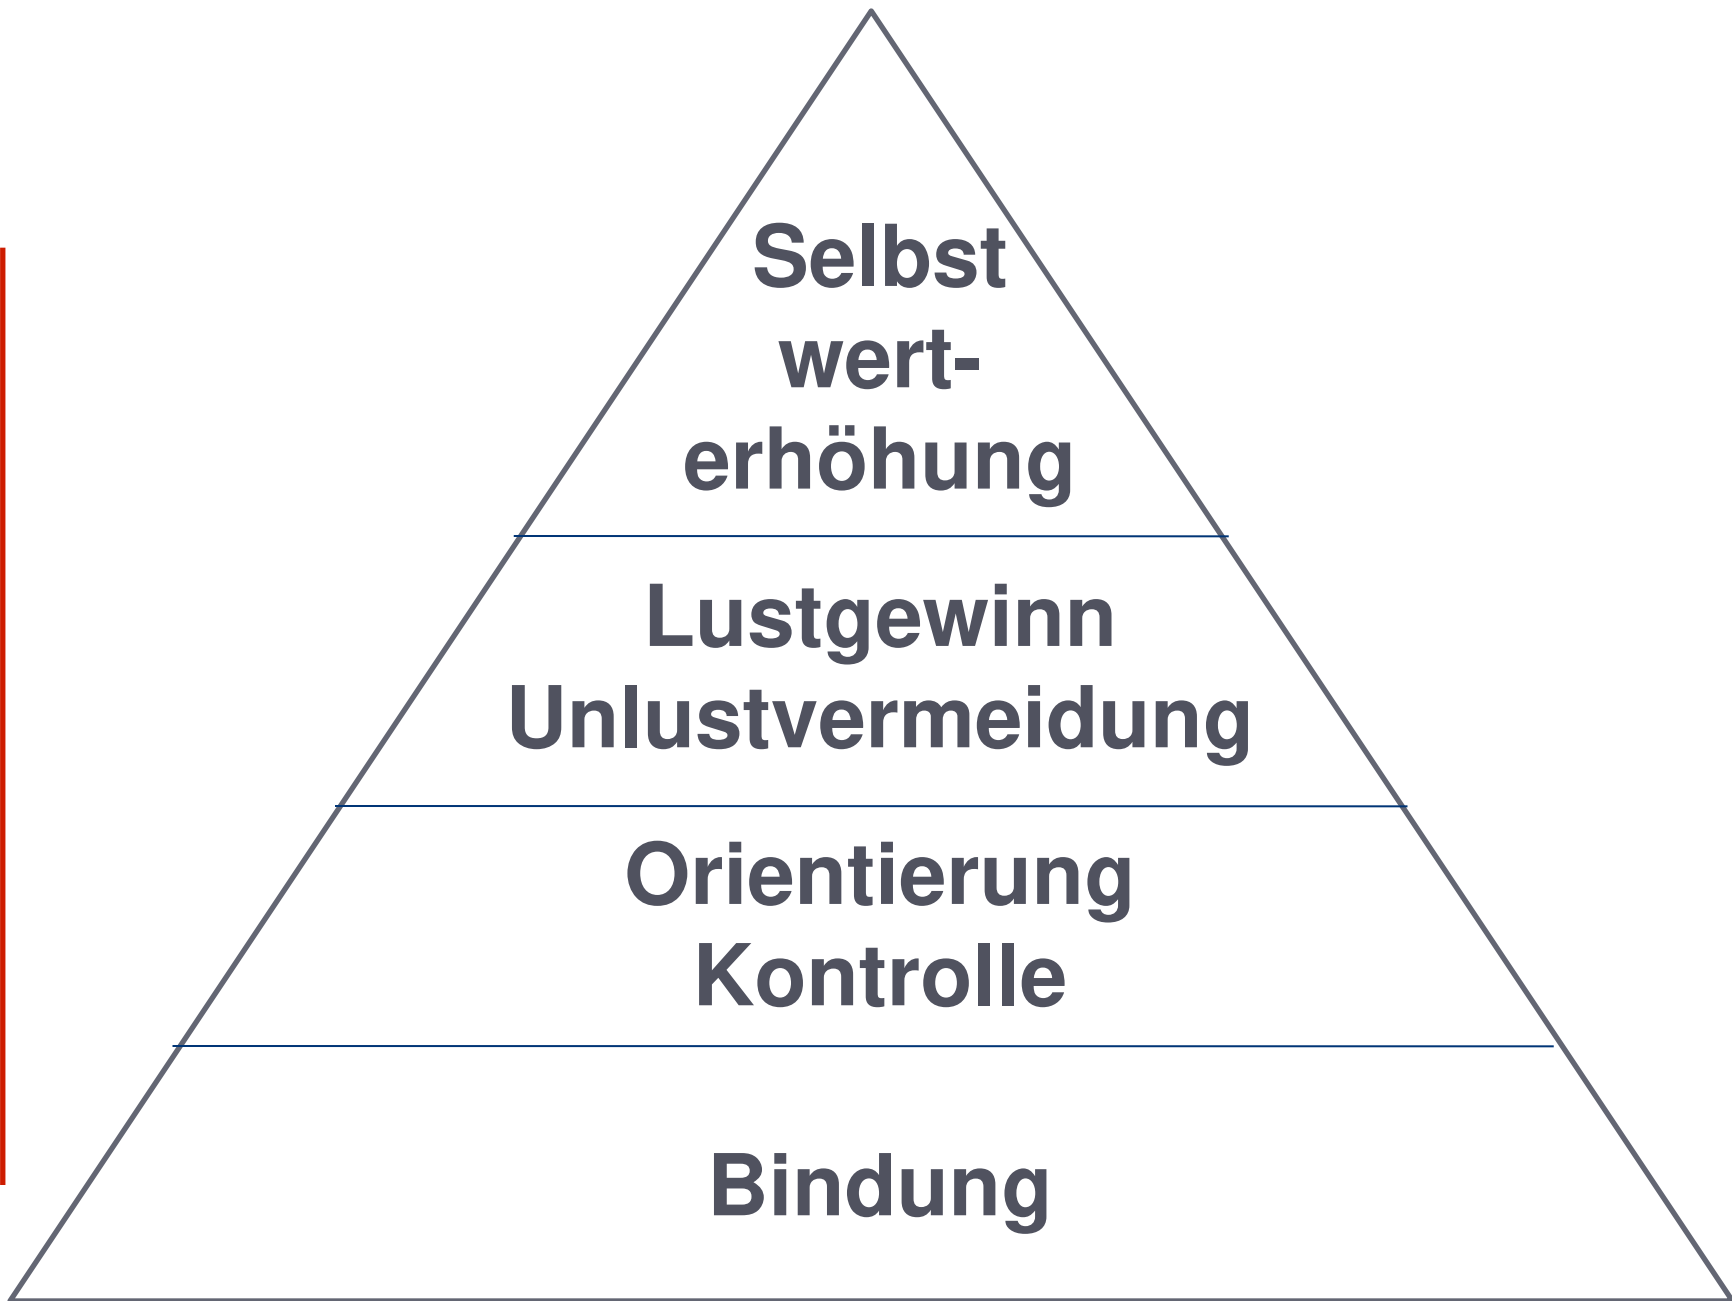 Selbst
wert-
erhöhung
Lustgewinn
Unlustvermeidung
Orientierung
Kontrolle
Bindung